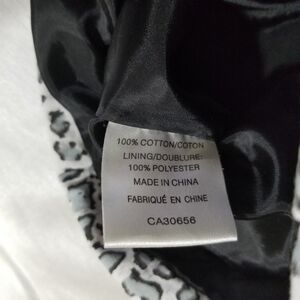 100% COTTON/COTON
LINING/DOUBLURE:
100% POLYESTER
MADE IN CHINA
FABRIQUÉ EN CHINE
CA30656